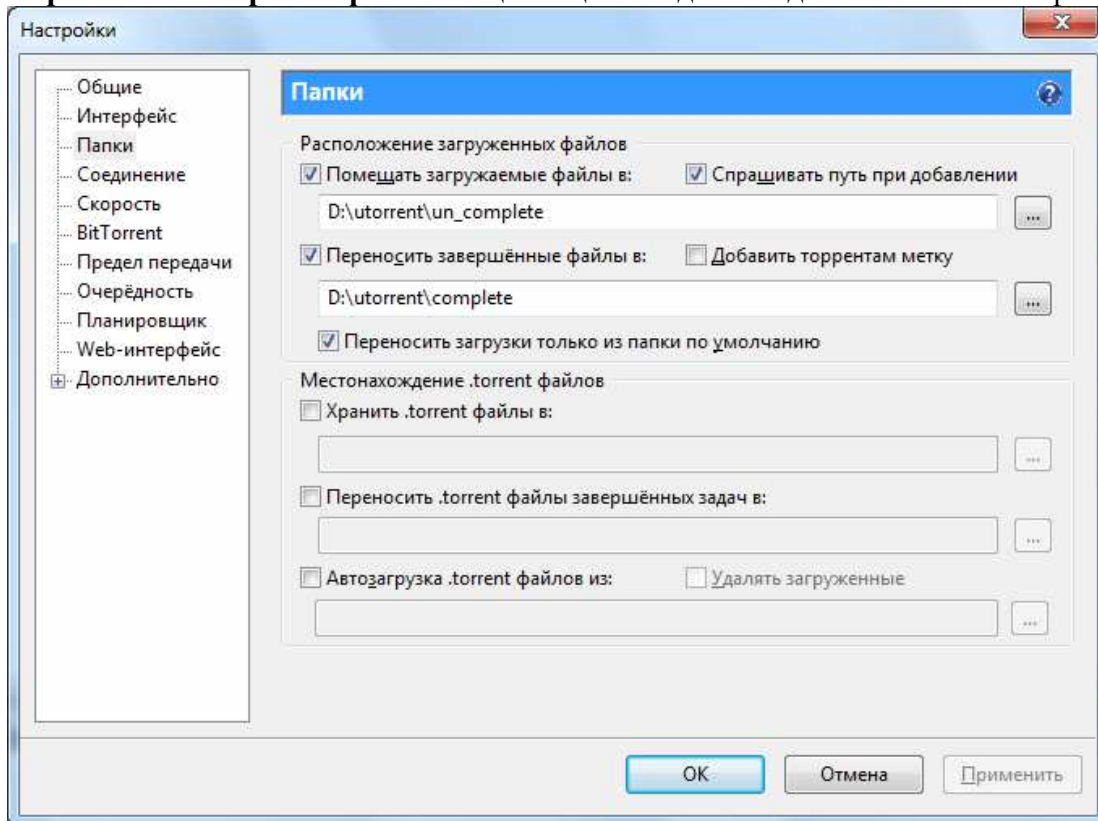 Настройки
Общие
Интерфейс
Папки
Соединение
Скорость
BitTorrent
Предел передачи
Очерёдность
Планировщик
Web-интерфейс
Дополнительно
Папки
Расположение загруженных файлов
Помещать загружаемые файлы в: Спрашивать путь при добавлении
D:\utorrent\un_complete ...
Переносить завершённые файлы в: Добавить торрентам метку
D:\utorrent\complete ...
Переносить загрузки только из папки по умолчанию
Местонахождение .torrent файлов
Хранить .torrent файлы в:
...
Переносить .torrent файлы завершённых задач в:
...
Автозагрузка .torrent файлов из: Удалять загруженные
...
OK Отмена Применить